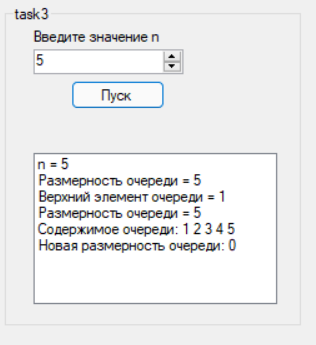 task3
Введите значение n
5
Пуск
n = 5
Размерность очереди = 5
Верхний элемент очереди = 1
Размерность очереди = 5
Содержимое очереди: 1 2 3 4 5
Новая размерность очереди: 0